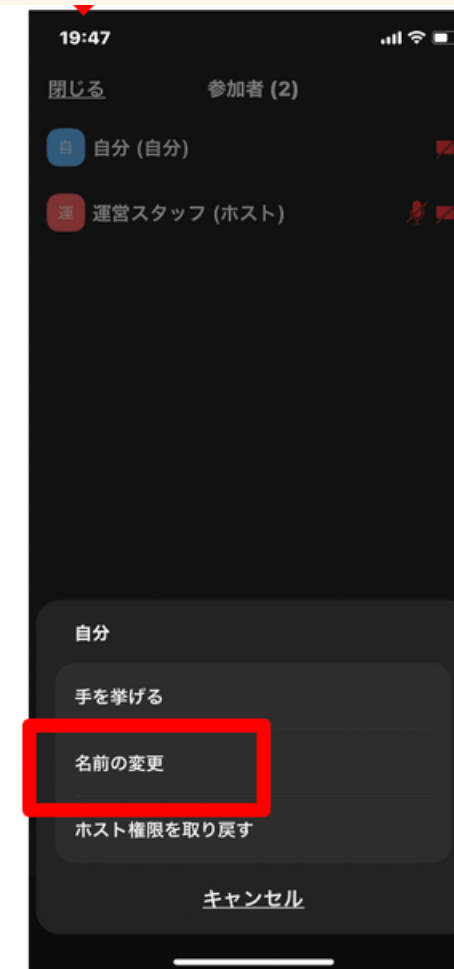 19:47
閉じる 参加者 (2)
自 自分 (自分)
運 運営スタッフ (ホスト)
自分
手を挙げる
名前の変更
ホスト権限を取り戻す
キャンセル